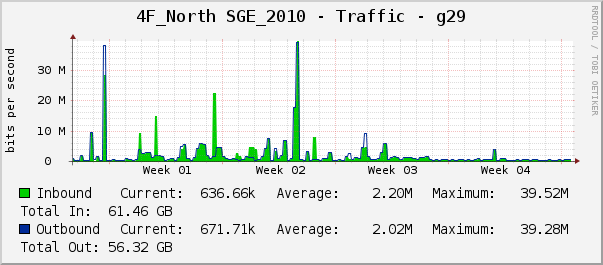 4F_North SGE_2010 - Traffic - g29
RRDTOOL / TOBI OETIKER
bits per second
30 M
20 M
10 M
0
Week 01 Week 02 Week 03 Week 04
Inbound Current: 636.66k Average: 2.20M Maximum: 39.52M
Total In: 61.46 GB
Outbound Current: 671.71k Average: 2.02M Maximum: 39.28M
Total Out: 56.32 GB